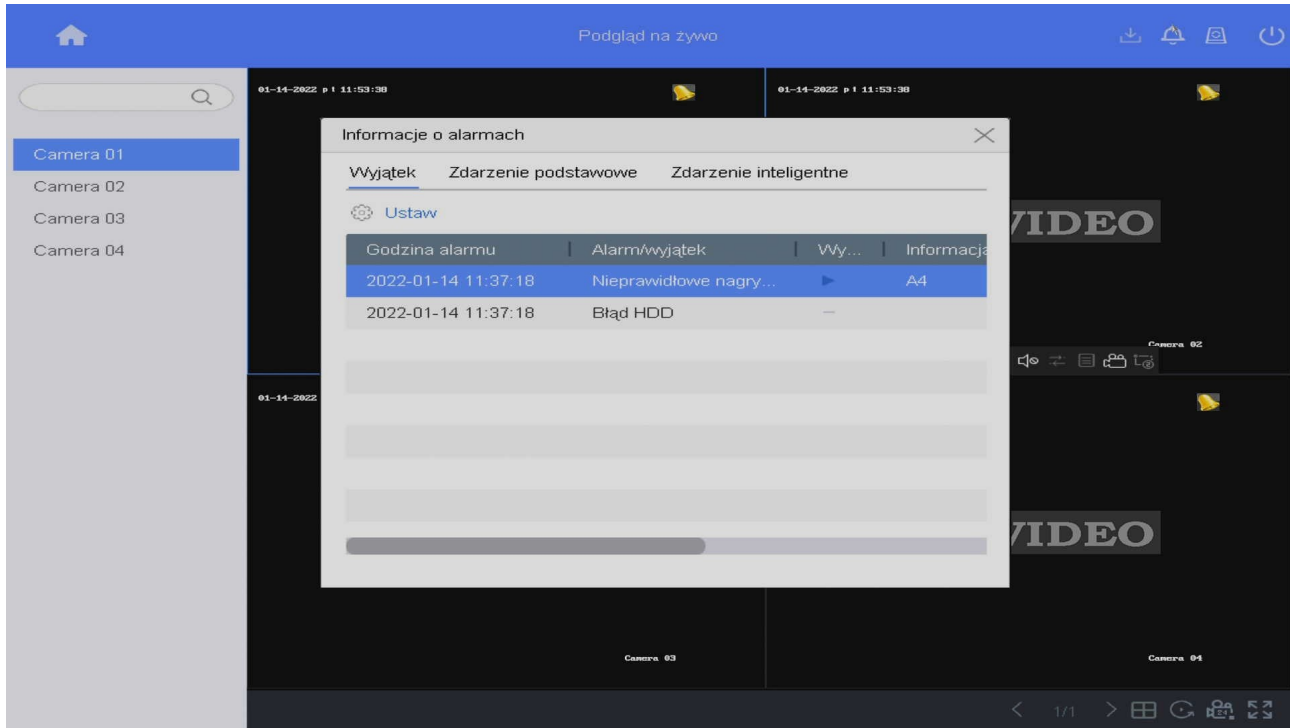 Podgląd na żywo
Camera 01
Camera 02
Camera 03
Camera 04
01-14-2022 pt 11:53:38
01-14-2022 pt 11:53:38
Informacje o alarmach
Wyjątek Zdarzenie podstawowe Zdarzenie inteligentne
Ustaw
Godzina alarmu Alarm/wyjątek Wy... Informacja
2022-01-14 11:37:18 Nieprawidłowe nagry... A4
2022-01-14 11:37:18 Błąd HDD —
VIDEO
Camera 02
01-14-2022
VIDEO
Camera 03
Camera 04
1/1